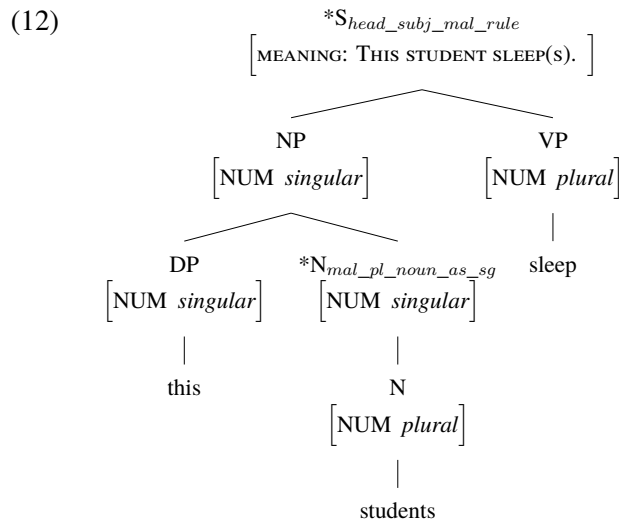 (12)
*S_head_subj_mal_rule
[MEANING: THIS STUDENT SLEEP(S). ]
NP VP
[NUM singular] [NUM plural]
DP *N_mal_pl_noun_as_sg sleep
[NUM singular] [NUM singular]
this N
[NUM plural]
students